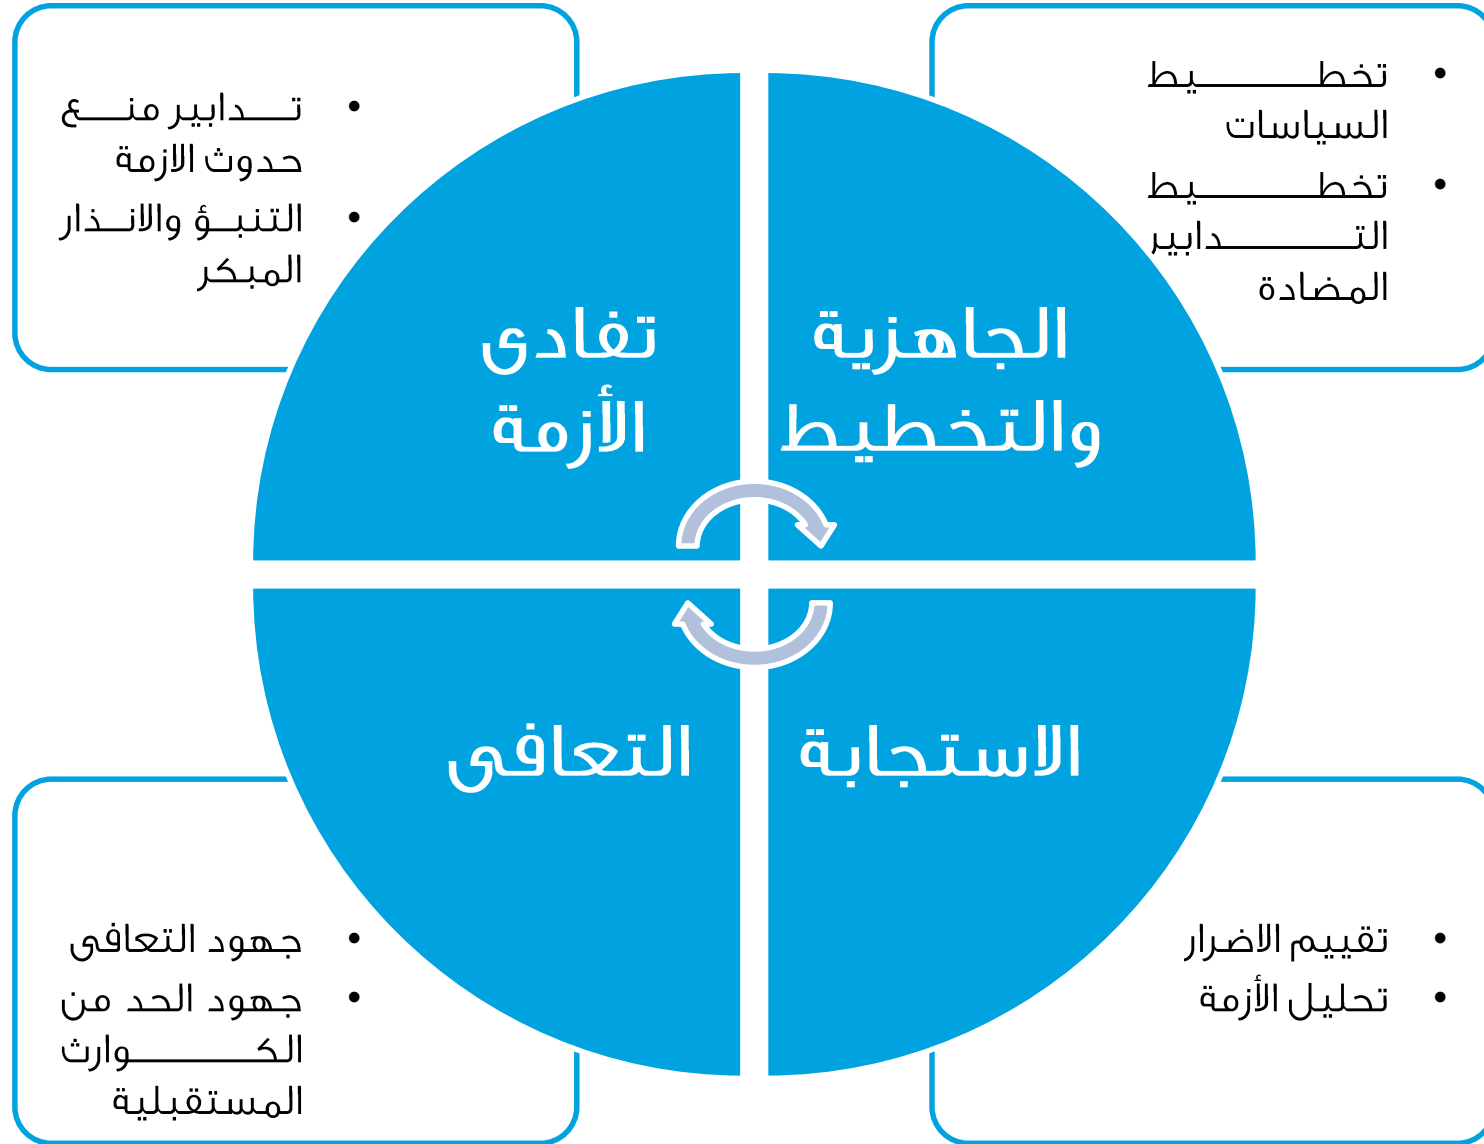 تخطيط
السياسات
تخطيط
التدابير
المضادة
تدابير منع
حدوث الازمة
التنبؤ والانذار
المبكر
الجاهزية
والتخطيط
تفادى
الأزمة
الاستجابة
التعافى
تقييم الاضرار
تحليل الأزمة
جهود التعافى
جهود الحد من
الكوارث
المستقبلية